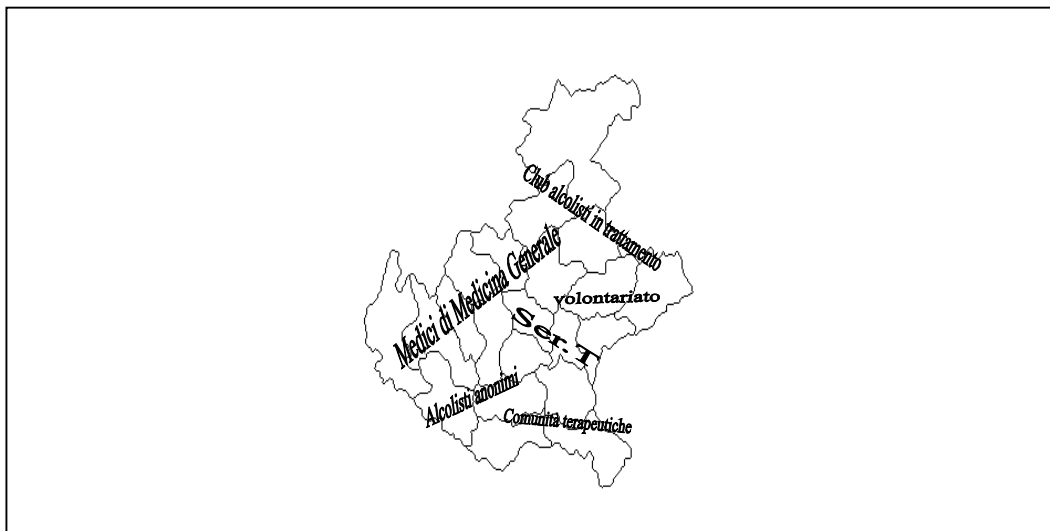 Club alcolisti in trattamento
Medici di Medicina Generale
volontariato
Ser.T
Alcolisti anonimi
Comunità terapeutiche